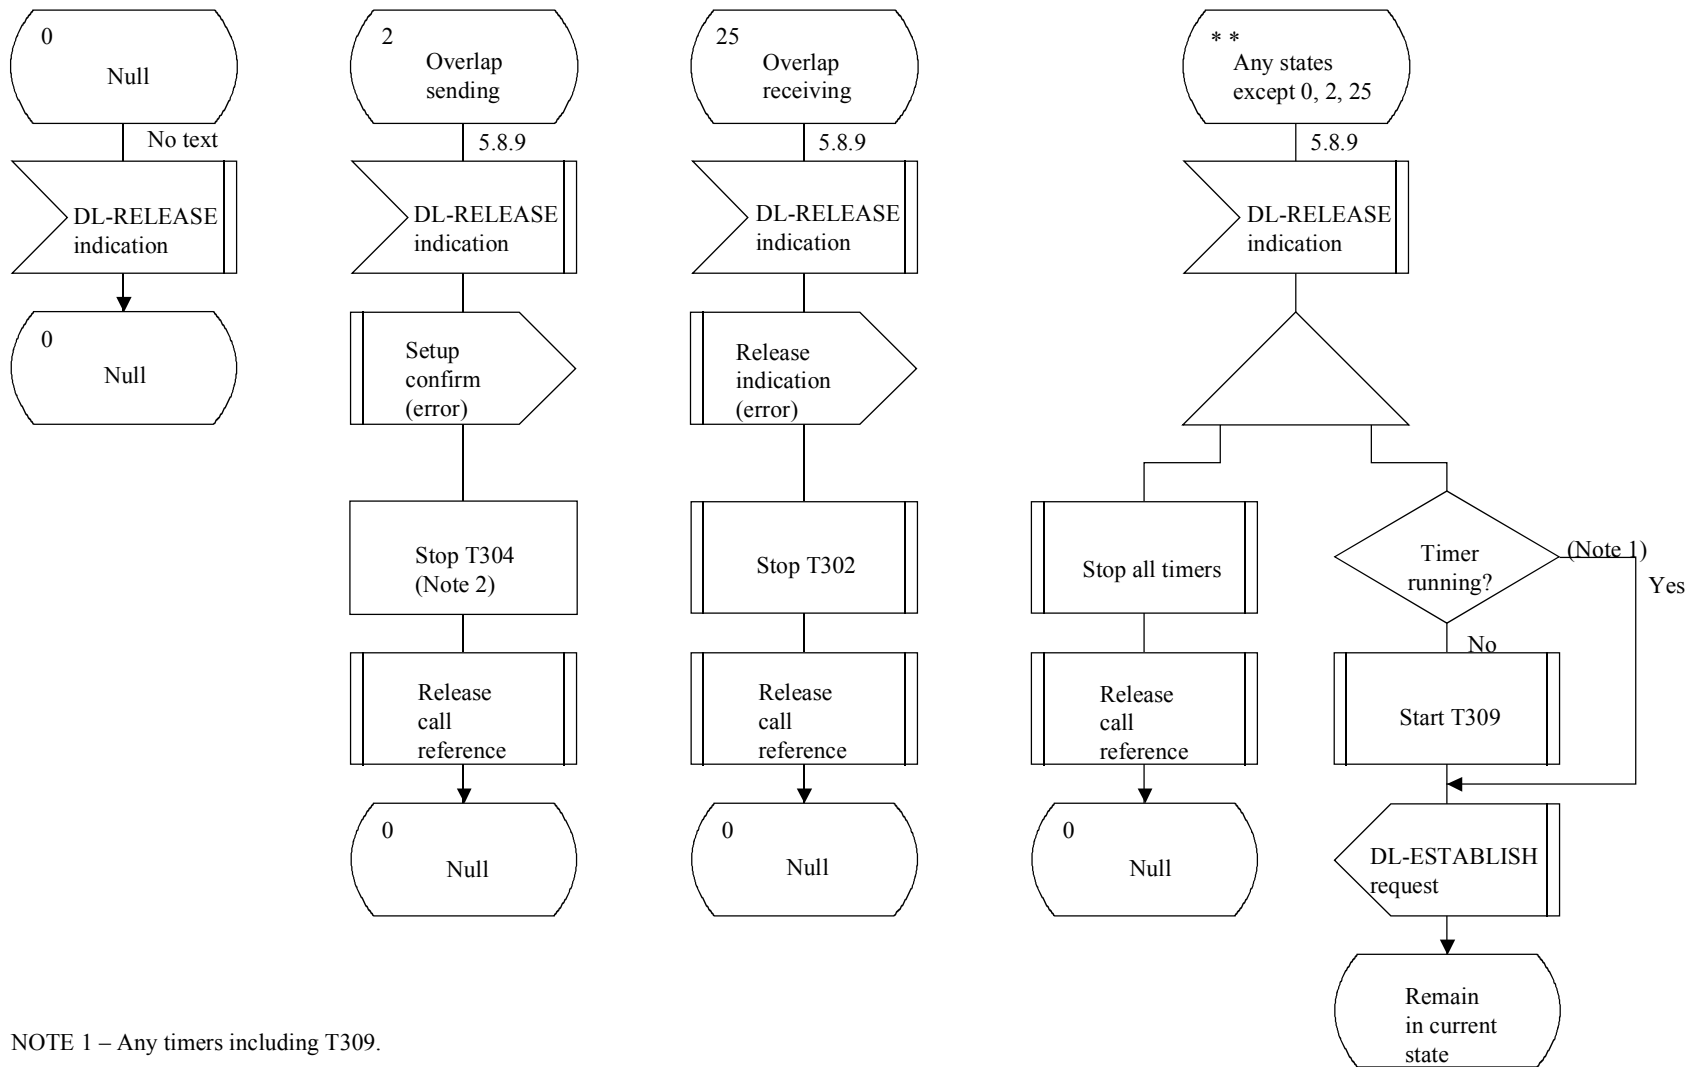 0
Null
No text
DL-RELEASE
indication
0
Null
2
Overlap
sending
5.8.9
DL-RELEASE
indication
Setup
confirm
(error)
Stop T304
(Note 2)
Release
call
reference
0
Null
25
Overlap
receiving
5.8.9
DL-RELEASE
indication
Release
indication
(error)
Stop T302
Release
call
reference
0
Null
* *
Any states
except 0, 2, 25
5.8.9
DL-RELEASE
indication
Stop all timers
Release
call
reference
0
Null
Timer
running?
(Note 1)
Yes
No
Start T309
DL-ESTABLISH
request
Remain
in current
state
NOTE 1 – Any timers including T309.